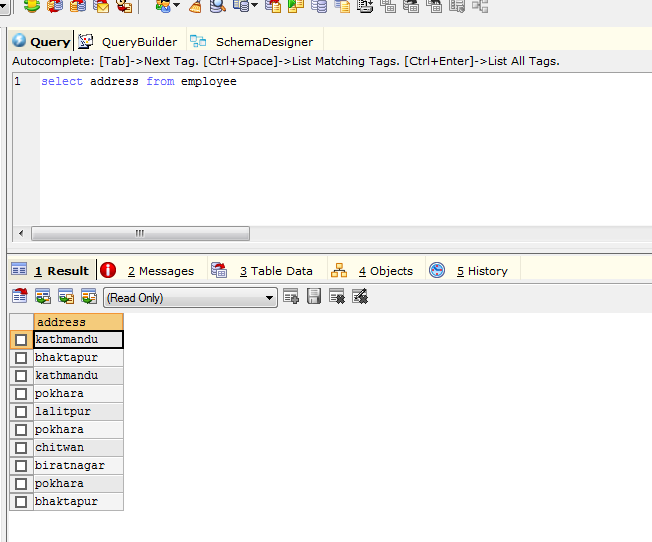 Query QueryBuilder SchemaDesigner
Autocomplete: [Tab]->Next Tag. [Ctrl+Space]->List Matching Tags. [Ctrl+Enter]->List All Tags.
1 select address from employee
1 Result 2 Messages 3 Table Data 4 Objects 5 History
(Read Only)
address
kathmandu
bhaktapur
kathmandu
pokhara
lalitpur
pokhara
chitwan
biratnagar
pokhara
bhaktapur